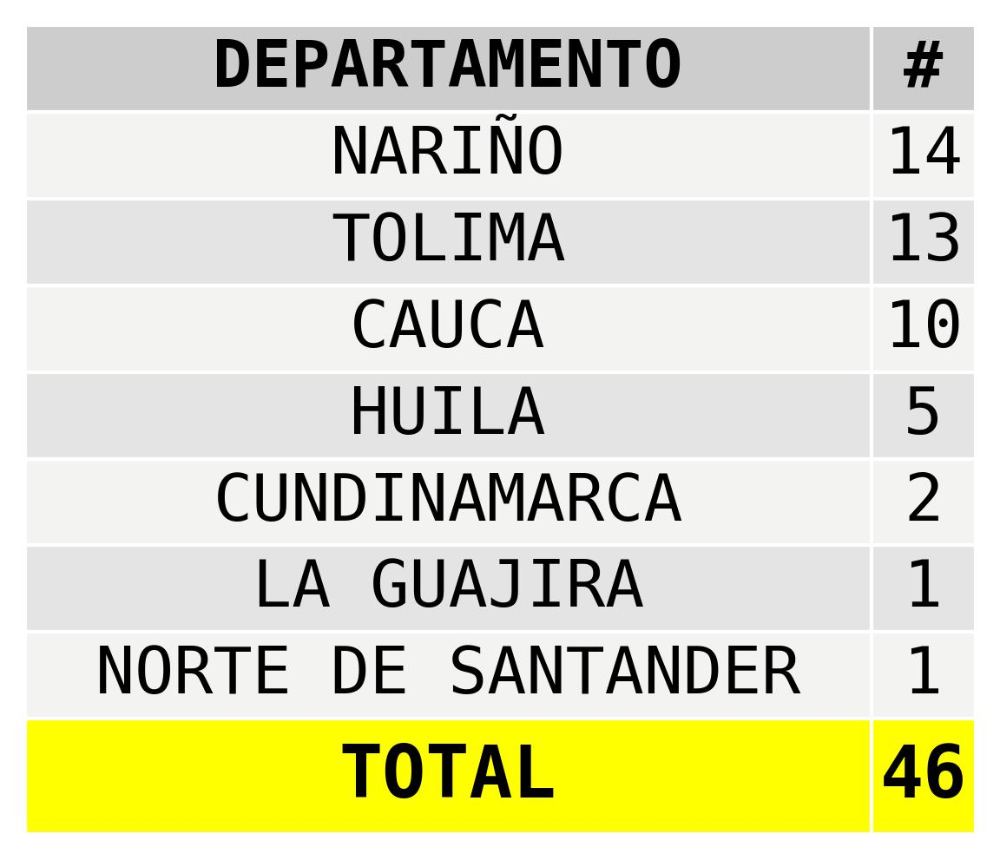 DEPARTAMENTO #
NARIÑO 14
TOLIMA 13
CAUCA 10
HUILA 5
CUNDINAMARCA 2
LA GUAJIRA 1
NORTE DE SANTANDER 1
TOTAL 46